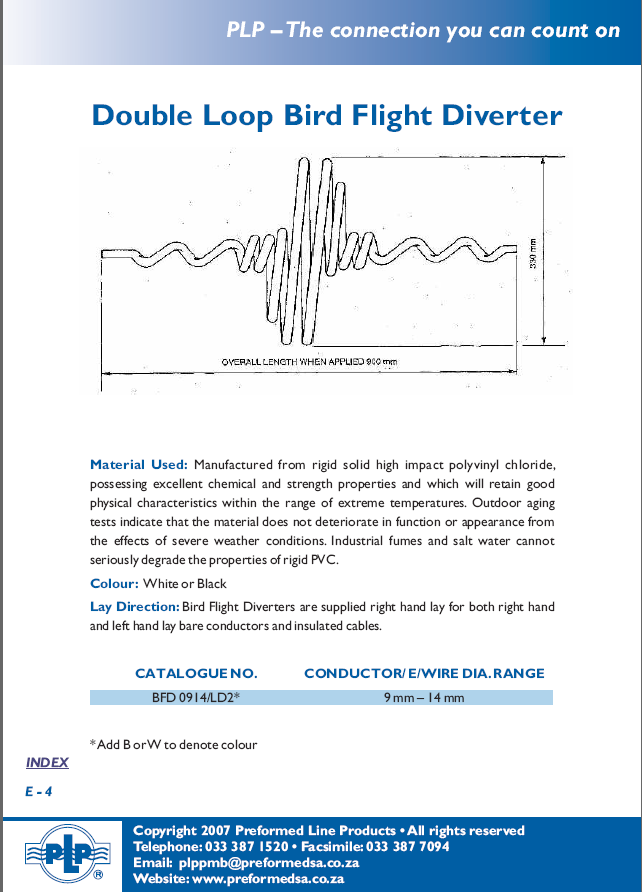 PLP – The connection you can count on
Double Loop Bird Flight Diverter
330 mm
OVERALL LENGTH WHEN APPLIED 900 mm
Material Used: Manufactured from rigid solid high impact polyvinyl chloride,
possessing excellent chemical and strength properties and which will retain good
physical characteristics within the range of extreme temperatures. Outdoor aging
tests indicate that the material does not deteriorate in function or appearance from
the effects of severe weather conditions. Industrial fumes and salt water cannot
seriously degrade the properties of rigid PVC.
Colour: White or Black
Lay Direction: Bird Flight Diverters are supplied right hand lay for both right hand
and left hand lay bare conductors and insulated cables.
CATALOGUE NO. CONDUCTOR/ E/WIRE DIA. RANGE
BFD 0914/LD2* 9 mm – 14 mm
* Add B or W to denote colour
INDEX
E - 4
PLP ®
Copyright 2007 Preformed Line Products • All rights reserved
Telephone: 033 387 1520 • Facsimile: 033 387 7094
Email: plppmb@preformedsa.co.za
Website: www.preformedsa.co.za